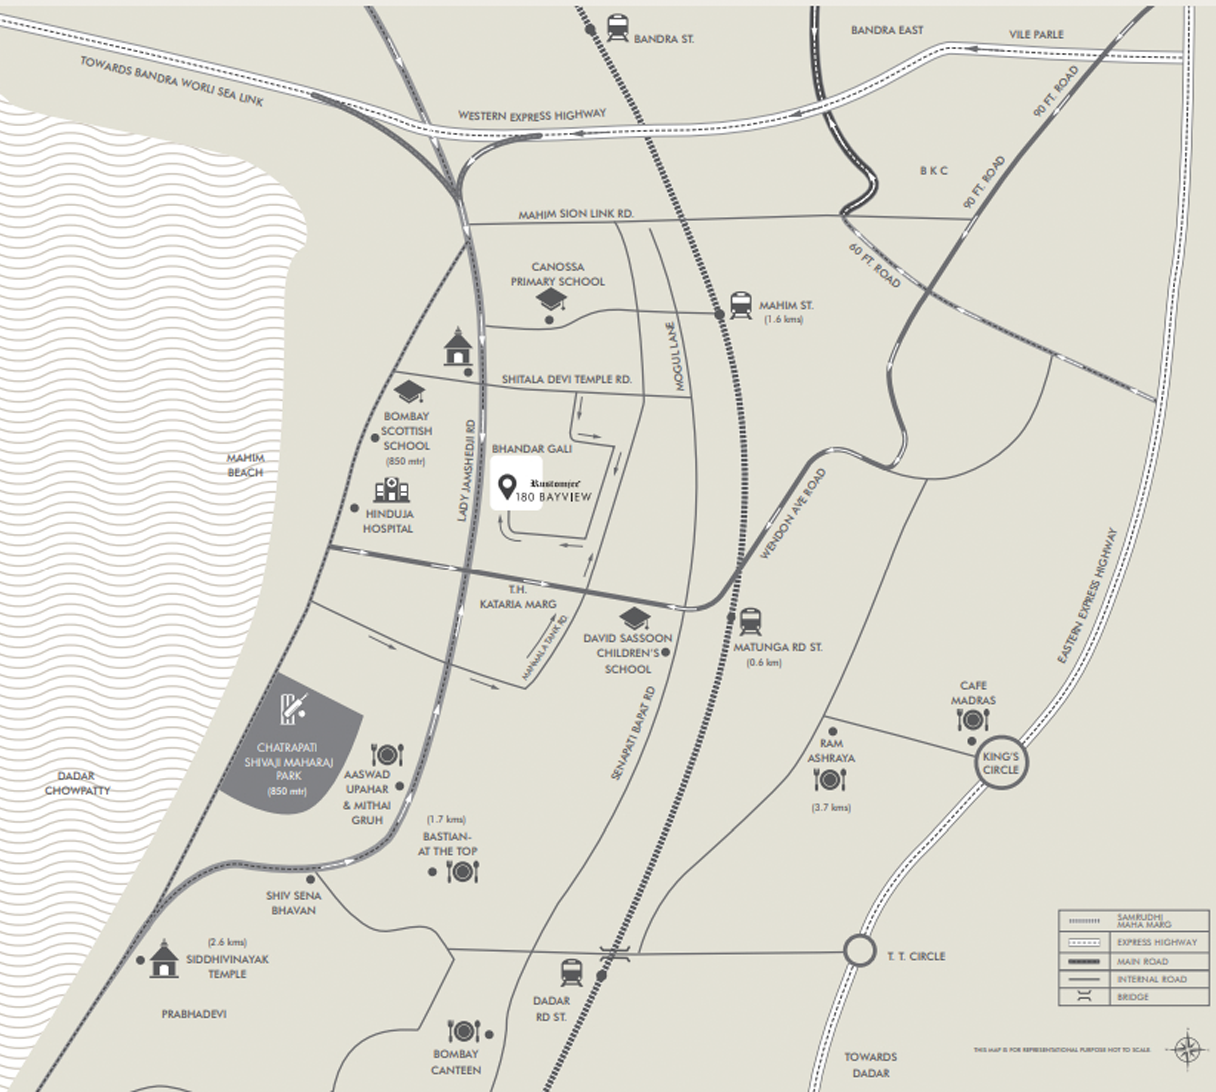 BANDRA ST.
BANDRA EAST
VILE PARLE
TOWARDS BANDRA WORLI SEA LINK
WESTERN EXPRESS HIGHWAY
90 FT. ROAD
B K C
90 FT. ROAD
MAHIM SION LINK RD.
60 FT. ROAD
CANOSSA
PRIMARY SCHOOL
MAHIM ST.
(1.6 kms)
MOGUL LANE
SHITALA DEVI TEMPLE RD.
BOMBAY
SCOTTISH
SCHOOL
(850 mtr)
LADY JAMSHEDJI RD
BHANDAR GALI
MAHIM
BEACH
Rustomjee
180 BAYVIEW
HINDUJA
HOSPITAL
WENDON AVE ROAD
EASTERN EXPRESS HIGHWAY
T.H.
KATARIA MARG
MAHMALA TANK RD
DAVID SASSOON
CHILDREN'S
SCHOOL
MATUNGA RD ST.
(0.6 km)
SENAPATI BAPAT RD
CAFE
MADRAS
KING'S
CIRCLE
RAM
ASHRAYA
(3.7 kms)
CHATRAPATI
SHIVAJI MAHARAJ
PARK
(850 mtr)
DADAR
CHOWPATTY
AASWAD
UPAHAR
& MITHAI
GRUH
(1.7 kms)
BASTIAN-
AT THE TOP
SHIV SENA
BHAVAN
(2.6 kms)
SIDDHIVINAYAK
TEMPLE
PRABHADEVI
T. T. CIRCLE
DADAR
RD ST.
BOMBAY
CANTEEN
TOWARDS
DADAR
SAMRUDHI
MAHA MARG
EXPRESS HIGHWAY
MAIN ROAD
INTERNAL ROAD
BRIDGE
THIS MAP IS FOR REPRESENTATIONAL PURPOSE NOT TO SCALE.